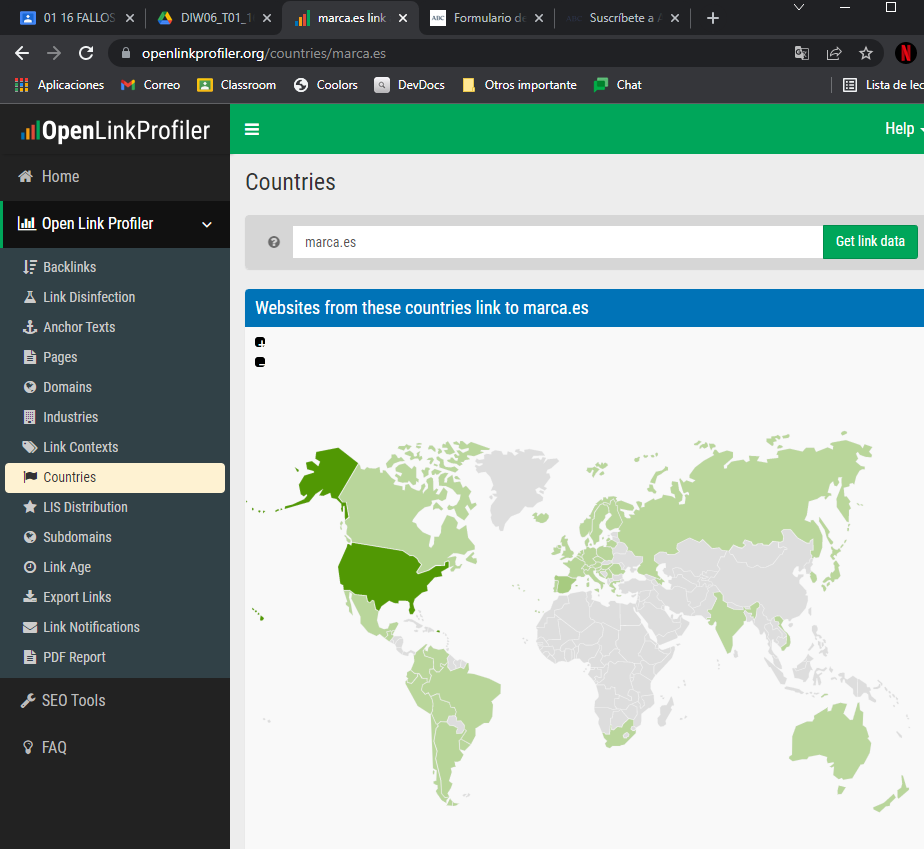 01 16 FALLOS
DIW06_T01_1
marca.es link
ABC
Formulario de
ABC
Suscríbete a A
openlinkprofiler.org/countries/marca.es
Aplicaciones
Correo
Classroom
Coolors
DevDocs
Otros importante
Chat
Lista de lec
OpenLinkProfiler
Help
Home
Open Link Profiler
Backlinks
Link Disinfection
Anchor Texts
Pages
Domains
Industries
Link Contexts
Countries
LIS Distribution
Subdomains
Link Age
Export Links
Link Notifications
PDF Report
SEO Tools
FAQ
Countries
marca.es
Get link data
Websites from these countries link to marca.es
+
-